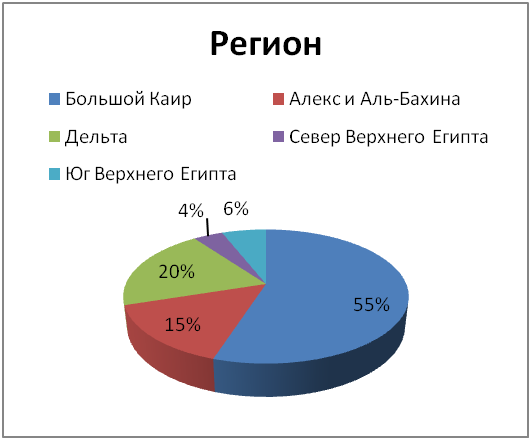 Регион
Большой Каир Алекс и Аль-Бахина
Дельта Север Верхнего Египта
Юг Верхнего Египта
4% 6%
20% 55%
15%